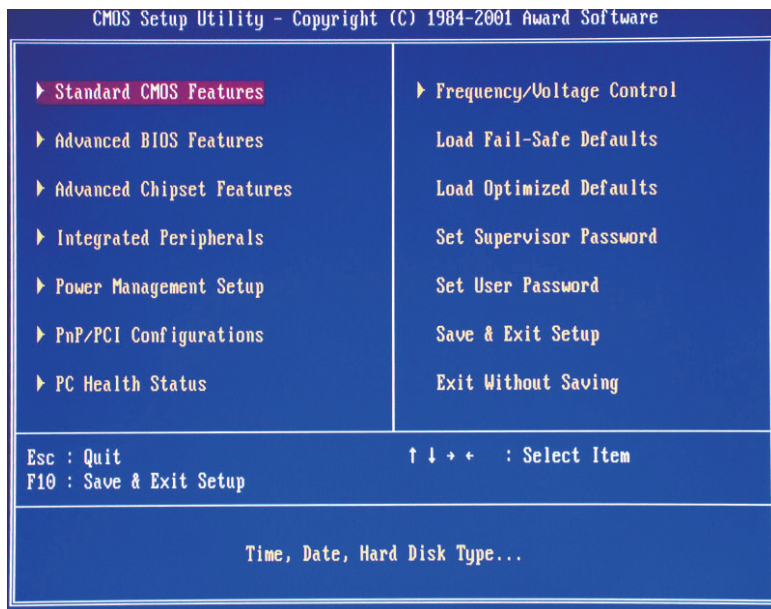 CMOS Setup Utility - Copyright (C) 1984-2001 Award Software
Standard CMOS Features
Advanced BIOS Features
Advanced Chipset Features
Integrated Peripherals
Power Management Setup
PnP/PCI Configurations
PC Health Status
Frequency/Voltage Control
Load Fail-Safe Defaults
Load Optimized Defaults
Set Supervisor Password
Set User Password
Save & Exit Setup
Exit Without Saving
Esc : Quit
F10 : Save & Exit Setup
↑ ↓ → ← : Select Item
Time, Date, Hard Disk Type...